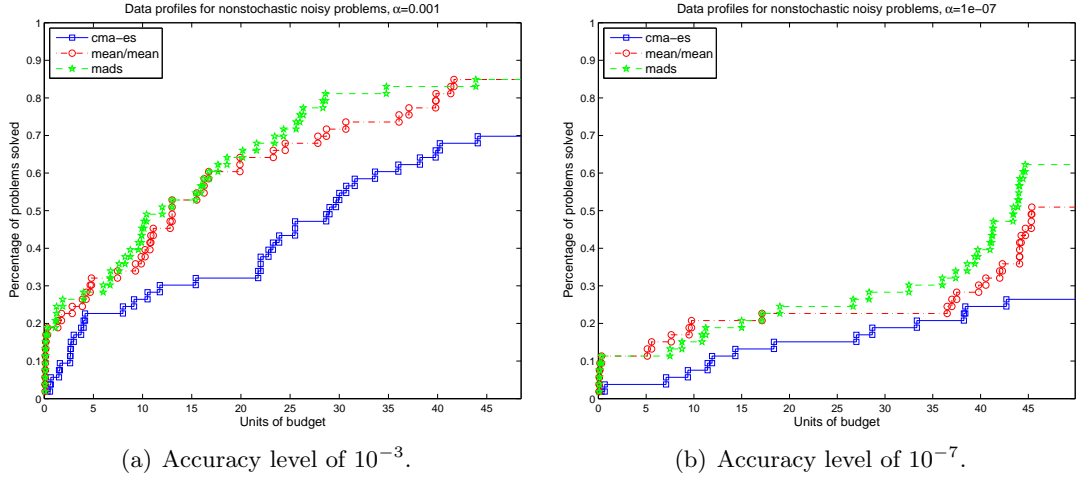 Data profiles for nonstochastic noisy problems, α=0.001
Percentage of problems solved
1
0.9
0.8
0.7
0.6
0.5
0.4
0.3
0.2
0.1
0
cma-es
mean/mean
mads
0 5 10 15 20 25 30 35 40 45
Units of budget
(a) Accuracy level of 10⁻³.
Data profiles for nonstochastic noisy problems, α=1e-07
Percentage of problems solved
1
0.9
0.8
0.7
0.6
0.5
0.4
0.3
0.2
0.1
0
cma-es
mean/mean
mads
0 5 10 15 20 25 30 35 40 45
Units of budget
(b) Accuracy level of 10⁻⁷.